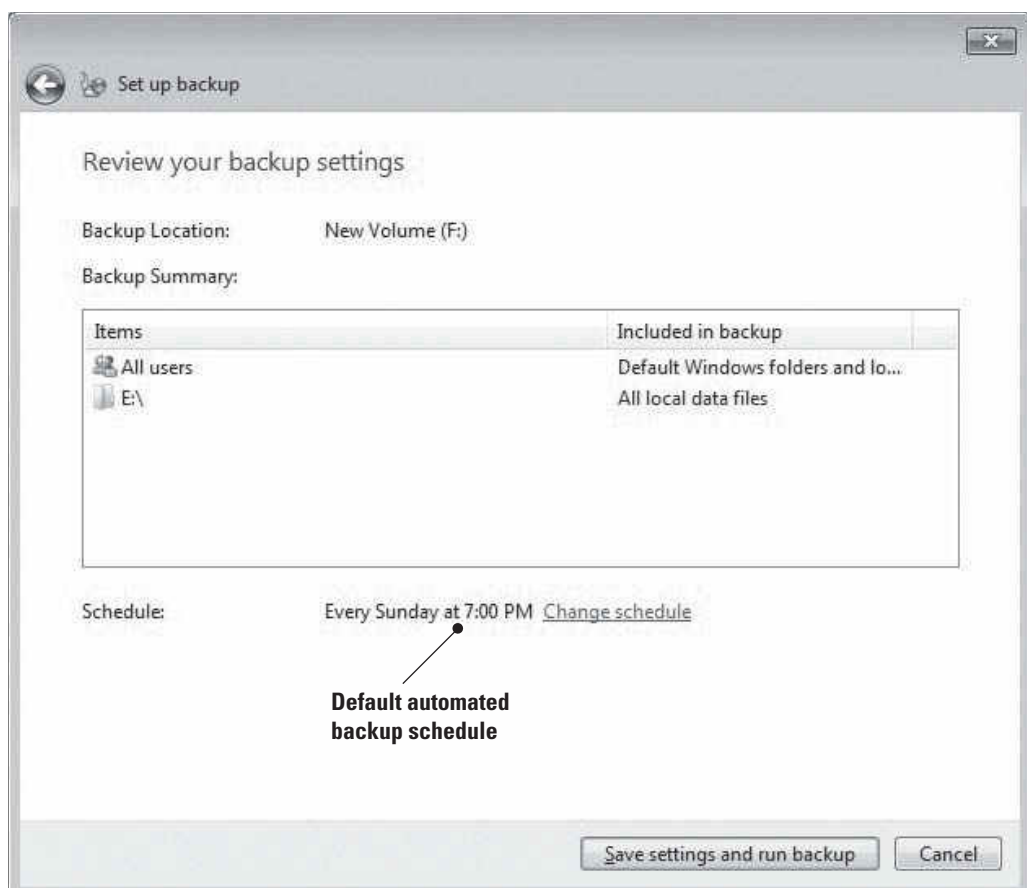 Set up backup
Review your backup settings
Backup Location: New Volume (F:)
Backup Summary:
Items Included in backup
All users Default Windows folders and lo...
E:\ All local data files
Schedule: Every Sunday at 7:00 PM Change schedule
Default automated
backup schedule
Save settings and run backup Cancel